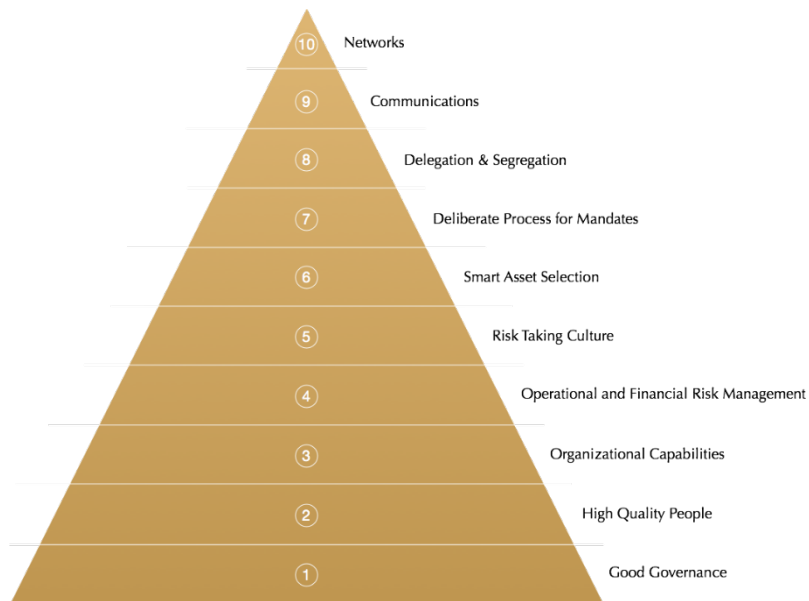 10 Networks
9 Communications
8 Delegation & Segregation
7 Deliberate Process for Mandates
6 Smart Asset Selection
5 Risk Taking Culture
4 Operational and Financial Risk Management
3 Organizational Capabilities
2 High Quality People
1 Good Governance